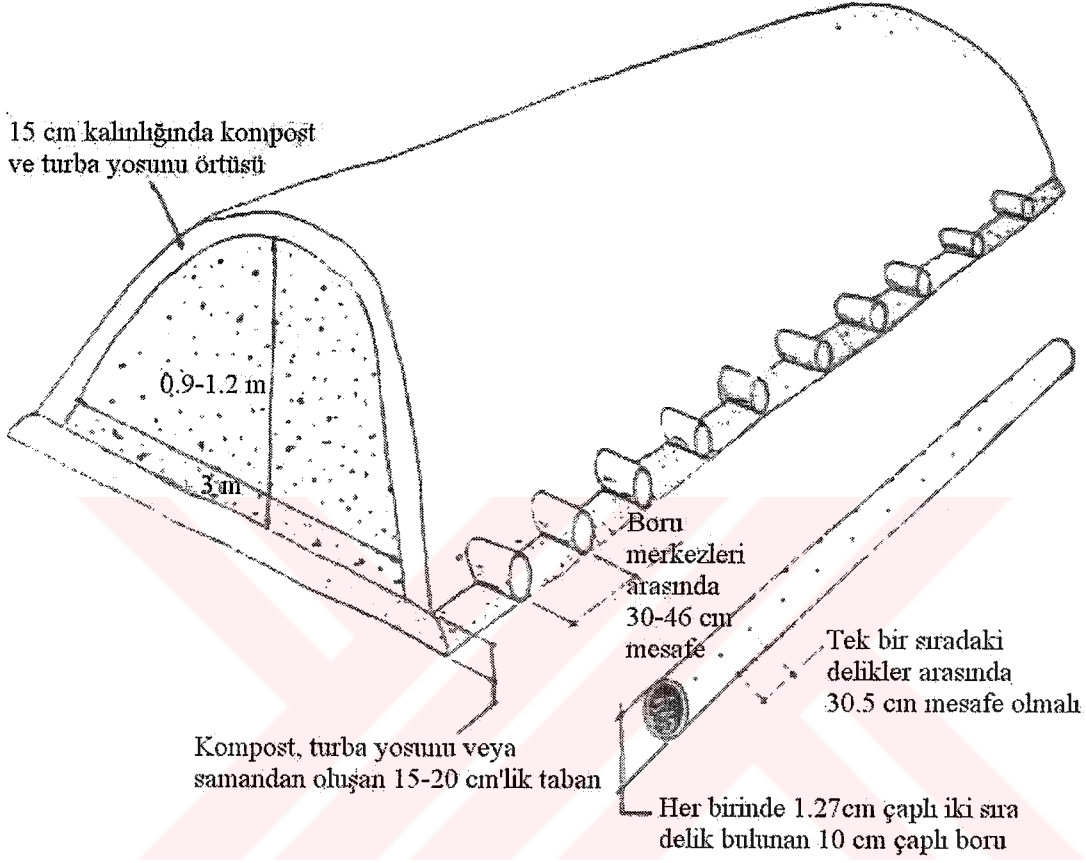 15 cm kalınlığında kompost
ve turba yosunu örtüsü
0.9-1.2 m
3 m
Boru
merkezleri
arasında
30-46 cm
mesafe
Tek bir sıradaki
delikler arasında
30.5 cm mesafe olmalı
Kompost, turba yosunu veya
samandan oluşan 15-20 cm'lik taban
Her birinde 1.27cm çaplı iki sıra
delik bulunan 10 cm çaplı boru